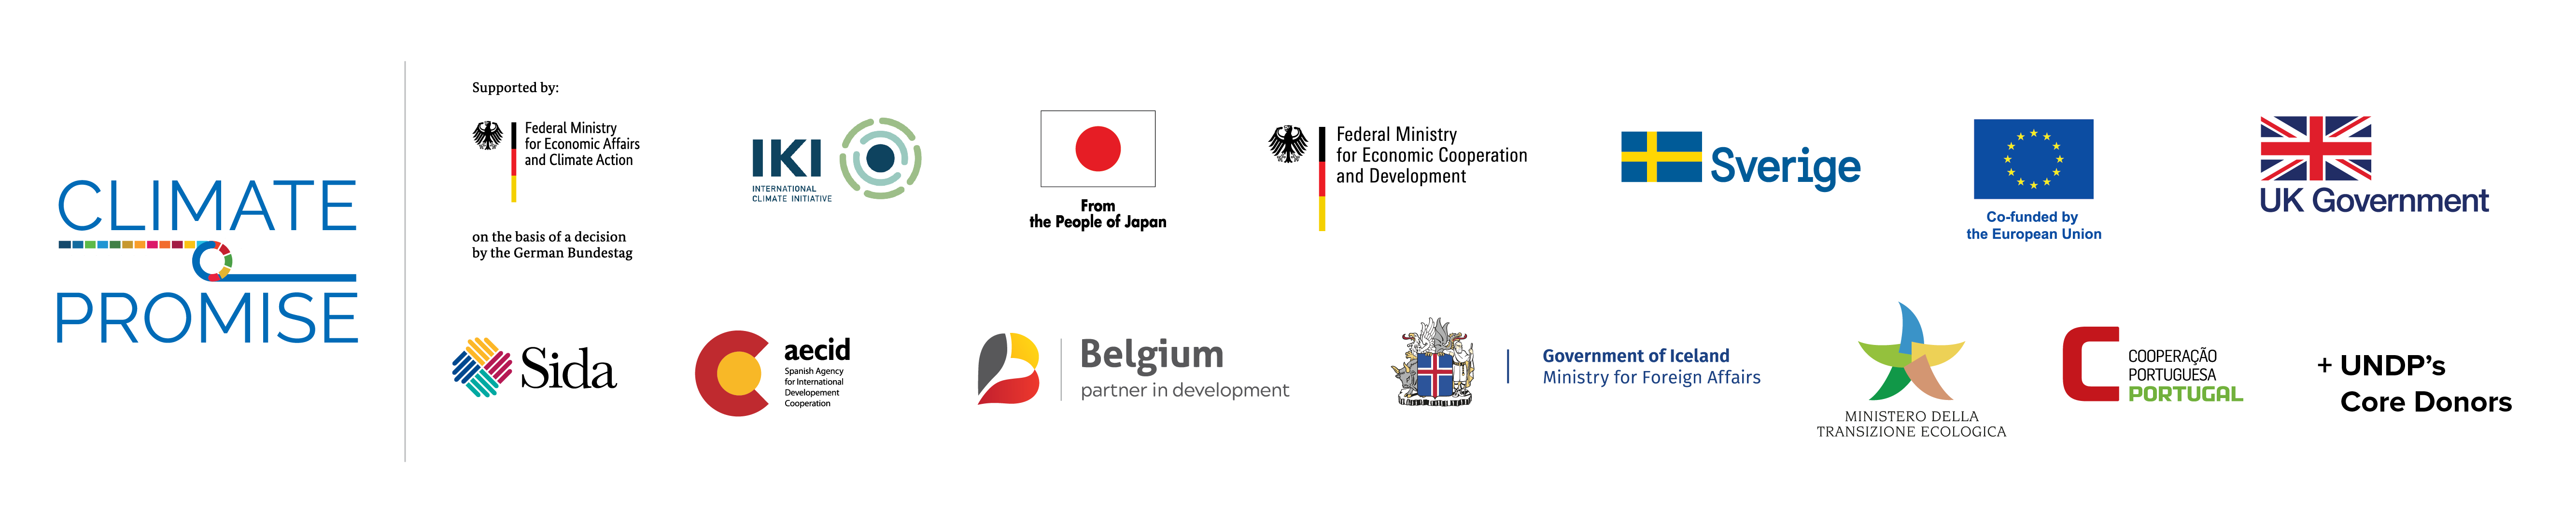 CLIMATE
PROMISE
Supported by:
Federal Ministry
for Economic Affairs
and Climate Action
on the basis of a decision
by the German Bundestag
IKI
INTERNATIONAL
CLIMATE INITIATIVE
From
the People of Japan
Federal Ministry
for Economic Cooperation
and Development
Sverige
Co-funded by
the European Union
UK Government
Sida
aecid
Spanish Agency
for International
Developement
Cooperation
Belgium
partner in development
Government of Iceland
Ministry for Foreign Affairs
MINISTERO DELLA
TRANSIZIONE ECOLOGICA
COOPERAÇÃO
PORTUGUESA
PORTUGAL
+ UNDP’s
Core Donors